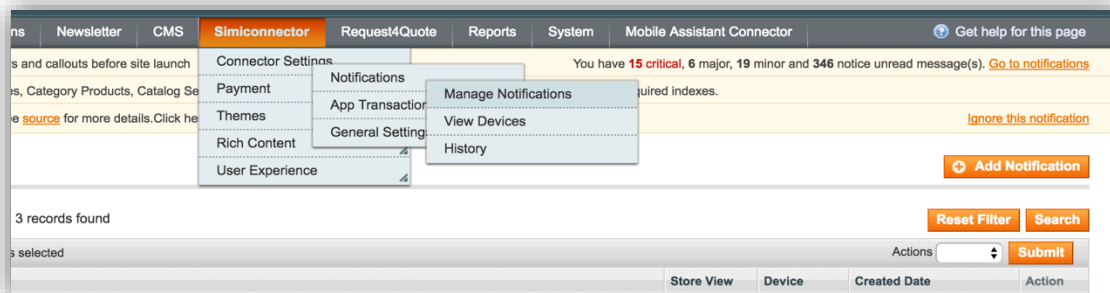 ns Newsletter CMS Simiconnector Request4Quote Reports System Mobile Assistant Connector Get help for this page
s and callouts before site launch Connector Settings You have 15 critical, 6 major, 19 minor and 346 notice unread message(s). Go to notifications
Notifications
es, Category Products, Catalog Se Payment Manage Notifications quired indexes.
App Transaction
Themes View Devices
e source for more details.Click he General Setting Ignore this notification
Rich Content History
User Experience Add Notification
3 records found Reset Filter Search
s selected Actions Submit
Store View Device Created Date Action